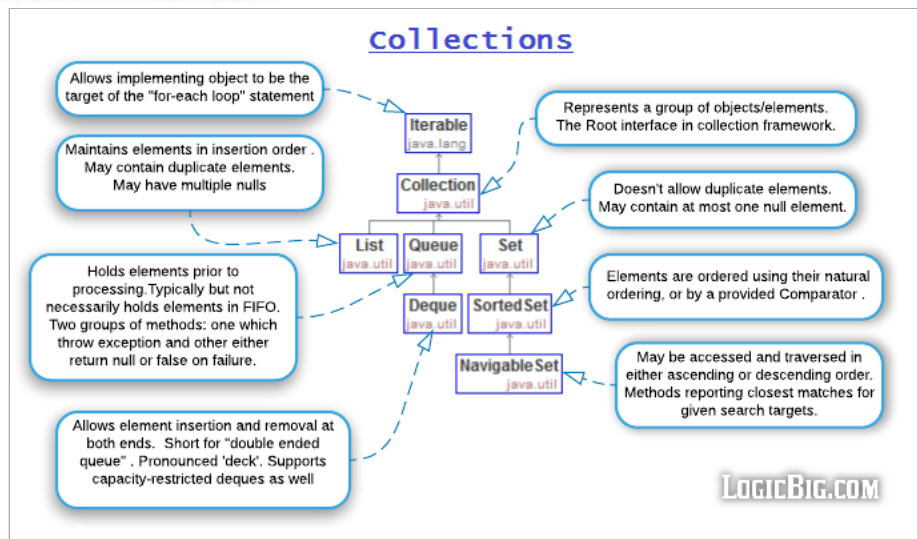 Collections
Allows implementing object to be the
target of the "for-each loop" statement
Iterable
java.lang
Represents a group of objects/elements.
The Root interface in collection framework.
Maintains elements in insertion order .
May contain duplicate elements.
May have multiple nulls
Collection
java.util
Doesn't allow duplicate elements.
May contain at most one null element.
List
java.util
Queue
java.util
Set
java.util
Holds elements prior to
processing.Typically but not
necessarily holds elements in FIFO.
Two groups of methods: one which
throw exception and other either
return null or false on failure.
Elements are ordered using their natural
ordering, or by a provided Comparator .
Deque
java.util
SortedSet
java.util
NavigableSet
java.util
May be accessed and traversed in
either ascending or descending order.
Methods reporting closest matches for
given search targets.
Allows element insertion and removal at
both ends.  Short for "double ended
queue" . Pronounced 'deck'. Supports
capacity-restricted deques as well
LogicBig.com